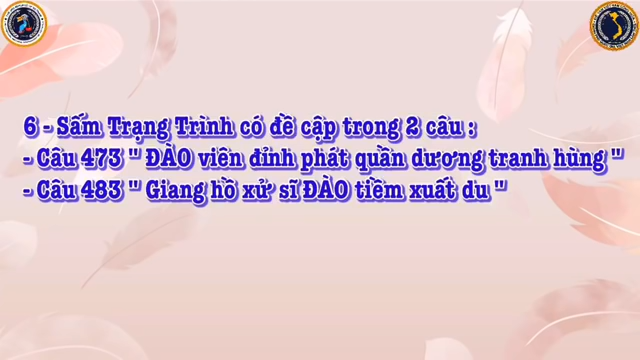 6 - Sấm Trạng Trình có đề cập trong 2 câu :
- Câu 473 " ĐÀO viên đỉnh phát quần dương tranh hùng "
- Câu 483 " Giang hồ xử sĩ ĐÀO tiềm xuất du "